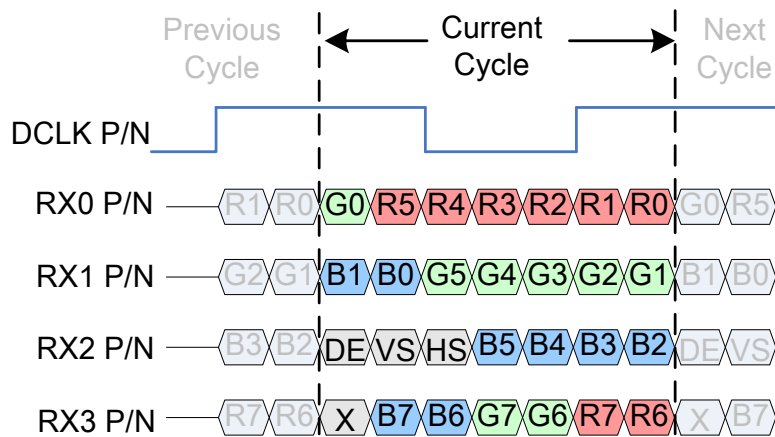 Previous Cycle Current Cycle Next Cycle
DCLK P/N
RX0 P/N R1 R0 G0 R5 R4 R3 R2 R1 R0 G0 R5
RX1 P/N G2 G1 B1 B0 G5 G4 G3 G2 G1 B1 B0
RX2 P/N B3 B2 DE VS HS B5 B4 B3 B2 DE VS
RX3 P/N R7 R6 X B7 B6 G7 G6 R7 R6 X B7